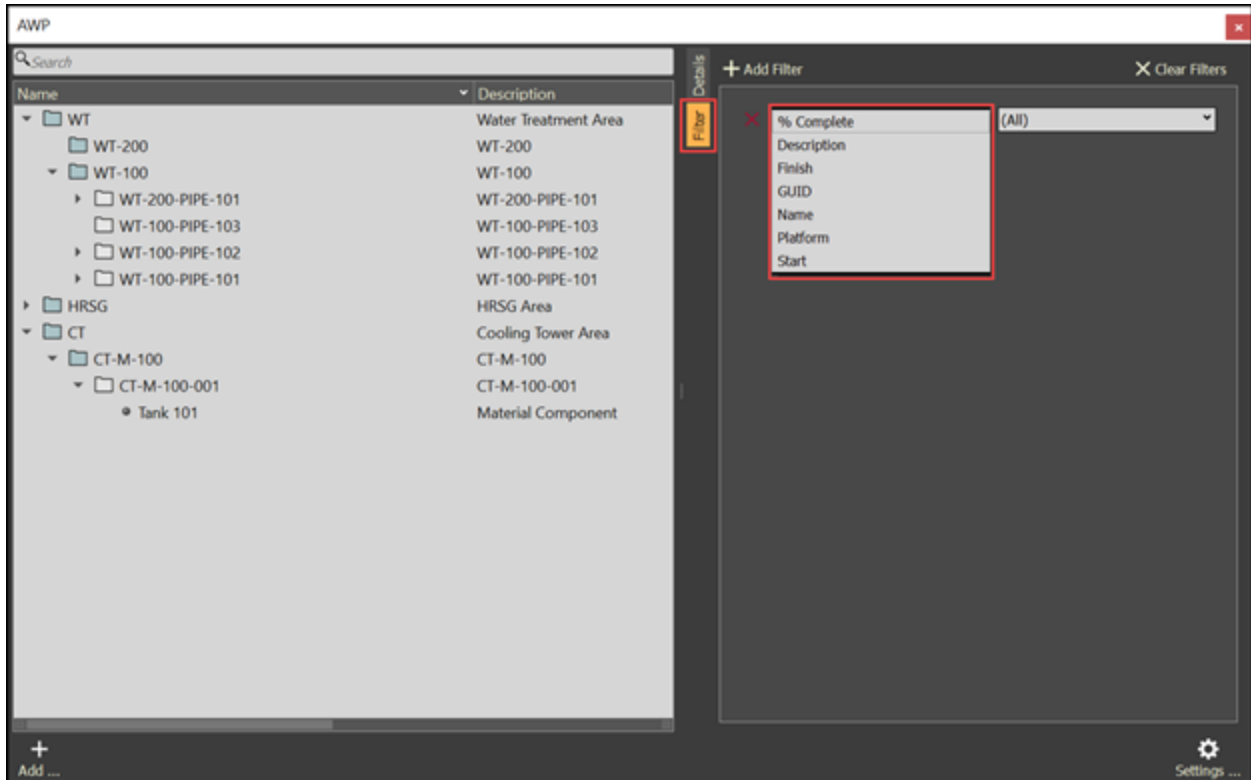 AWP
Search
Details
Add Filter
Clear Filters
Name Description
Filter
% Complete
(All)
Description
Finish
GUID
Name
Platform
Start
WT Water Treatment Area
WT-200 WT-200
WT-100 WT-100
WT-200-PIPE-101 WT-200-PIPE-101
WT-100-PIPE-103 WT-100-PIPE-103
WT-100-PIPE-102 WT-100-PIPE-102
WT-100-PIPE-101 WT-100-PIPE-101
HRSG HRSG Area
CT Cooling Tower Area
CT-M-100 CT-M-100
CT-M-100-001 CT-M-100-001
Tank 101 Material Component
Add ...
Settings ...